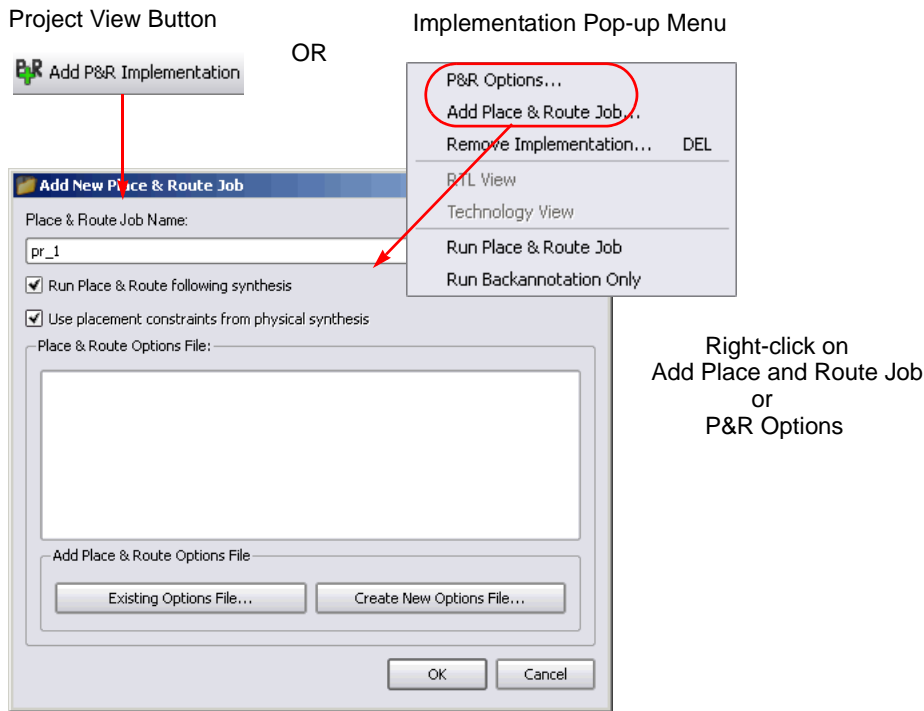 Project View Button
Implementation Pop-up Menu
OR
P&R Add P&R Implementation
P&R Options...
Add Place & Route Job...
Remove Implementation... DEL
RTL View
Technology View
Run Place & Route Job
Run Backannotation Only
Add New Place & Route Job
Place & Route Job Name:
pr_1
Run Place & Route following synthesis
Use placement constraints from physical synthesis
Place & Route Options File:
Add Place & Route Options File
Existing Options File...
Create New Options File...
OK
Cancel
Right-click on
Add Place and Route Job
or
P&R Options